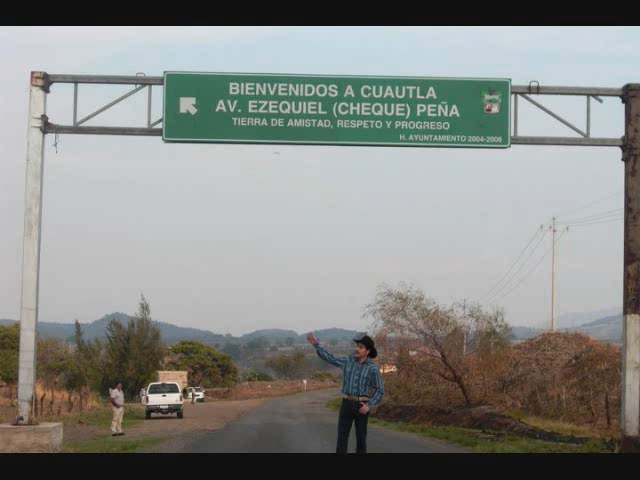 BIENVENIDOS A CUAUTLA
AV. EZEQUIEL (CHEQUE) PEÑA
TIERRA DE AMISTAD, RESPETO Y PROGRESO
H. AYUNTAMIENTO 2004-2006